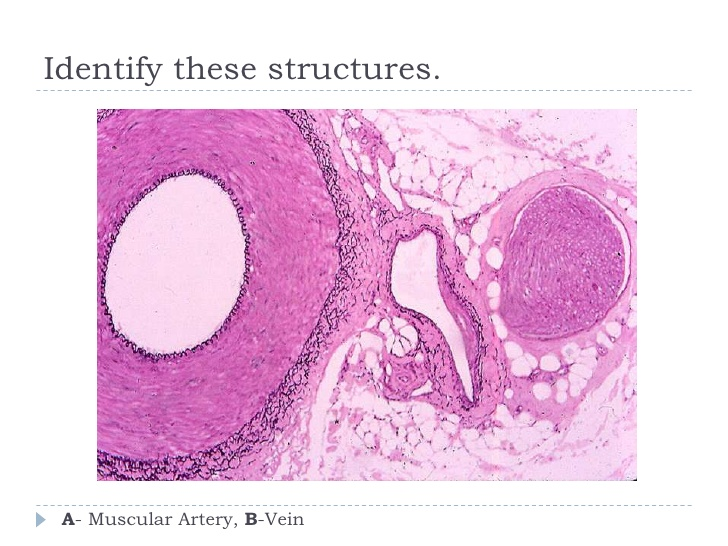 Identify these structures.
A- Muscular Artery, B-Vein